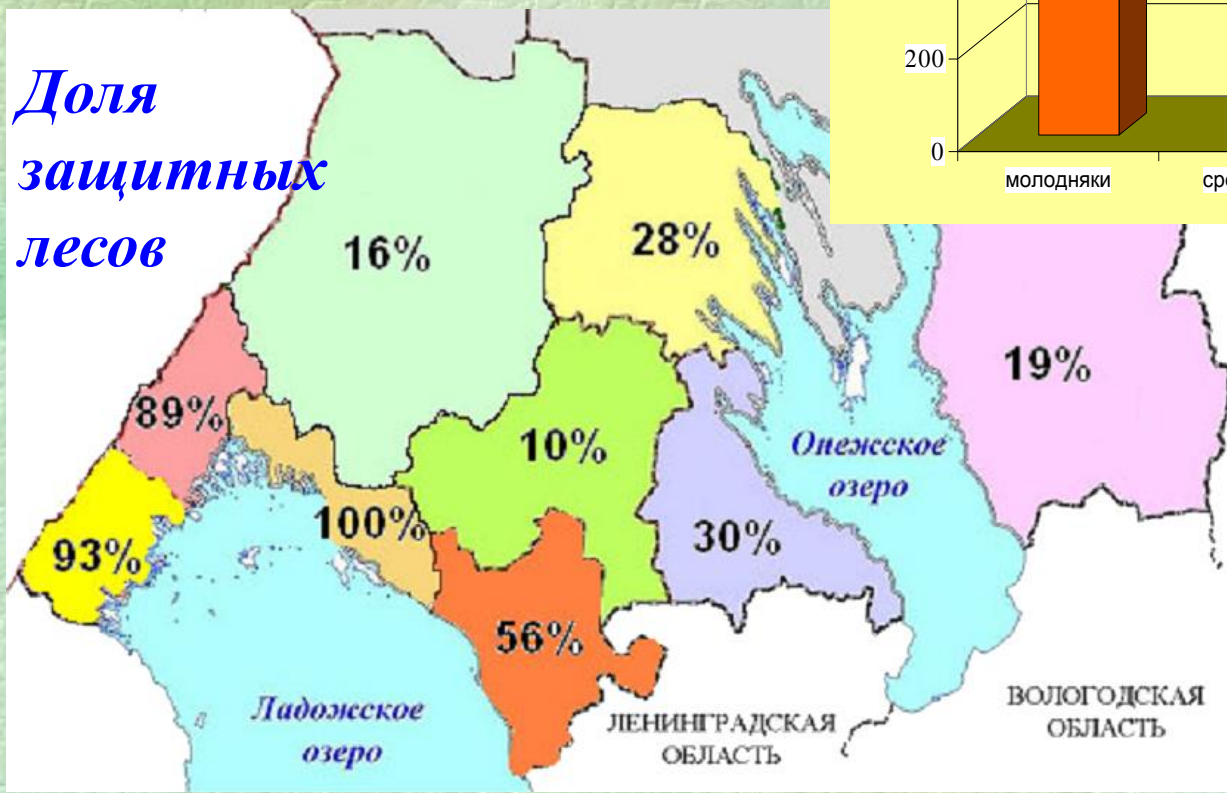 Доля
защитных
лесов
200
0
молодняки
16%
28%
19%
89%
10%
Онежское
озеро
100%
93%
30%
56%
Ладожское
озеро
ЛЕНИНГРАДСКАЯ
ОБЛАСТЬ
ВОЛОГОДСКАЯ
ОБЛАСТЬ